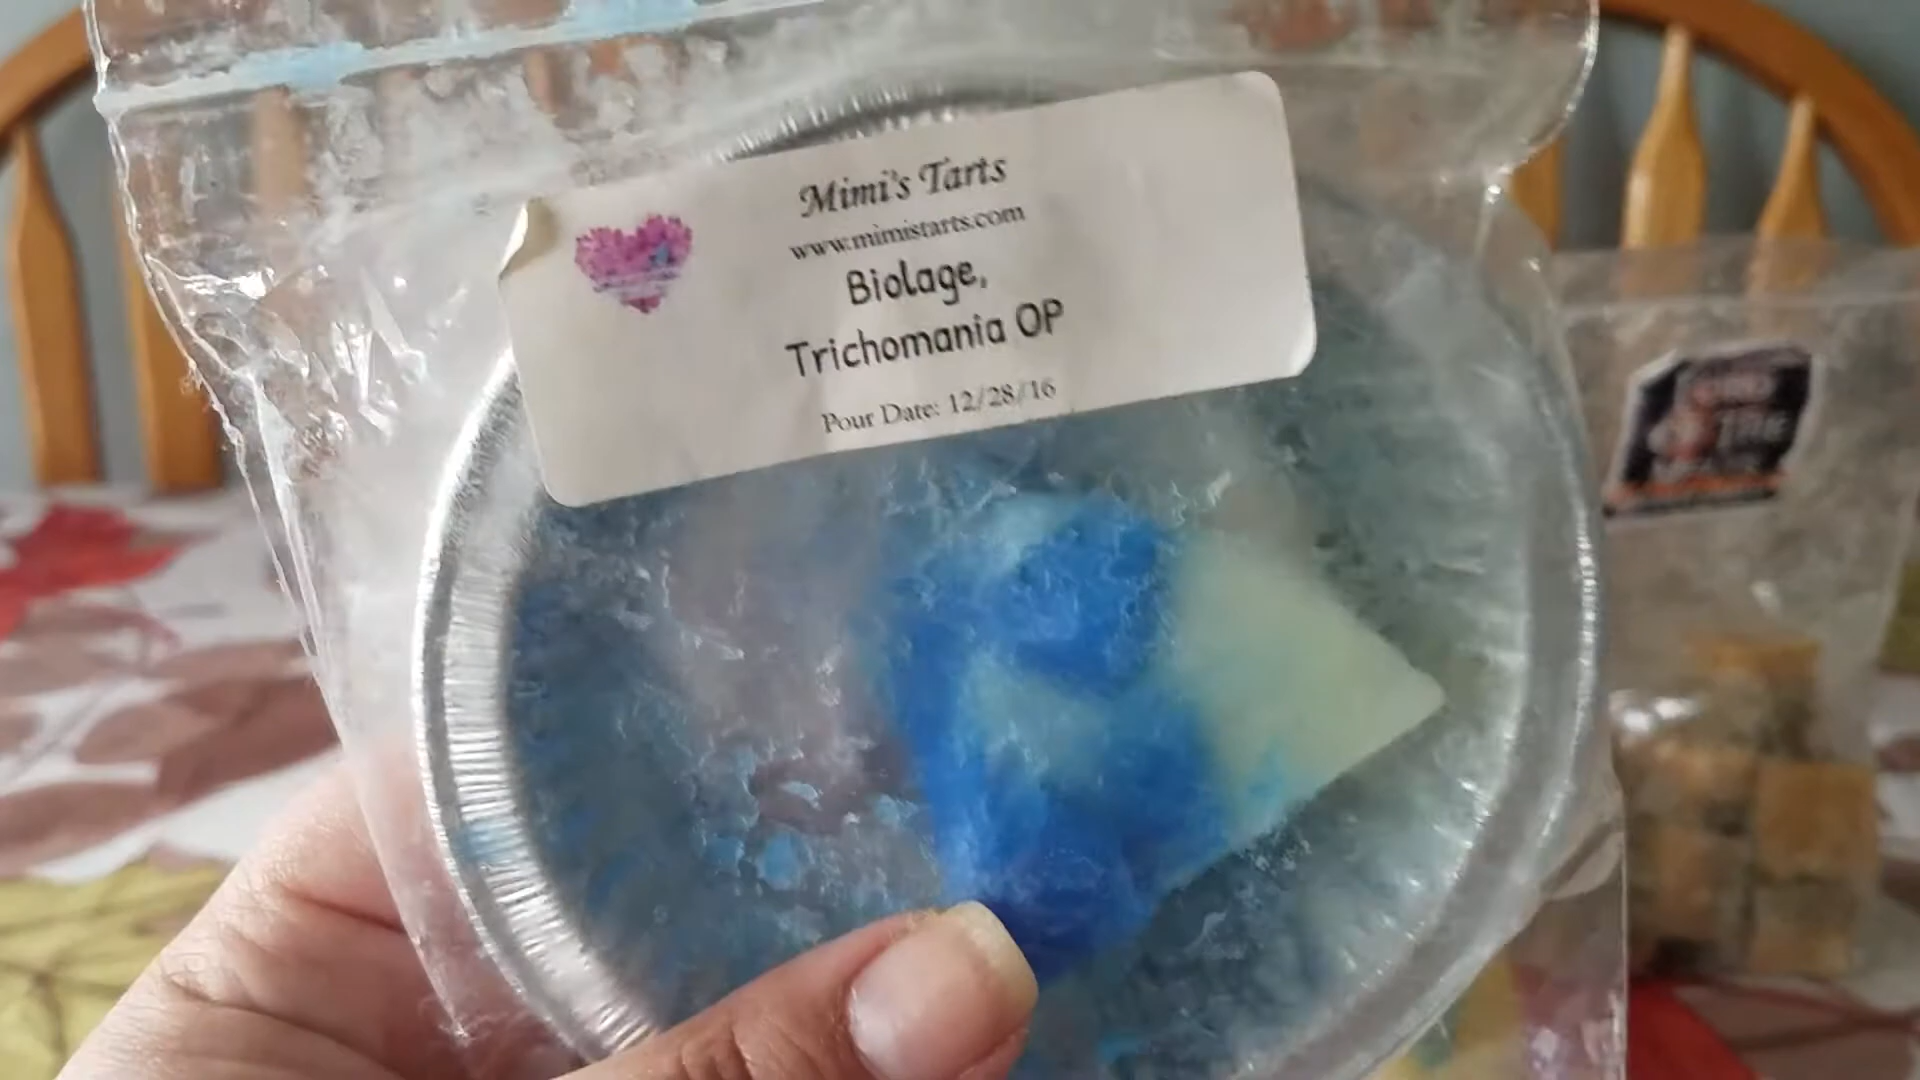 Mimi's Tarts
www.mimistarts.com
Biolage,
Trichomania OP
Pour Date: 12/28/16